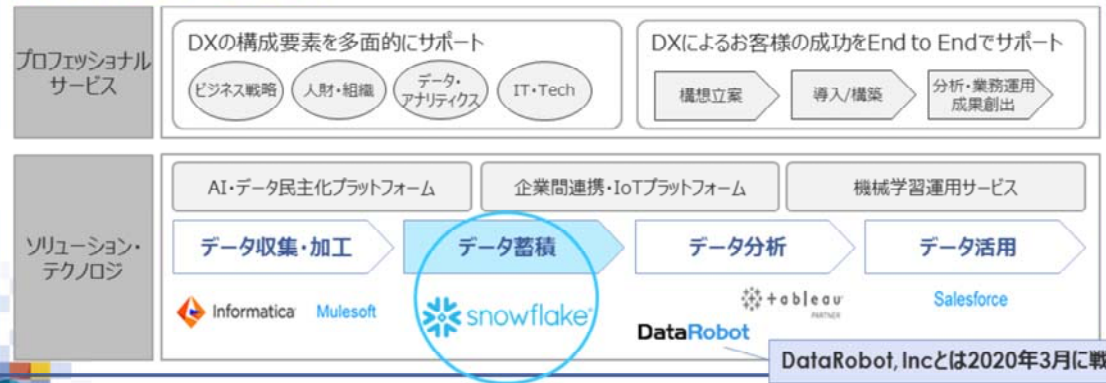 プロフェッショナル
サービス
DXの構成要素を多面的にサポート
ビジネス戦略
人財・組織
データ・
アナリティクス
IT・Tech
DXによるお客様の成功をEnd to Endでサポート
構想立案
導入/構築
分析・業務運用
成果創出
ソリューション・
テクノロジ
AI・データ民主化プラットフォーム
企業間連携・IoTプラットフォーム
機械学習運用サービス
データ収集・加工
データ蓄積
データ分析
データ活用
Informatica
Mulesoft
snowflake
+ableau
PARTNER
DataRobot
Salesforce
DataRobot, Incとは2020年3月に戦